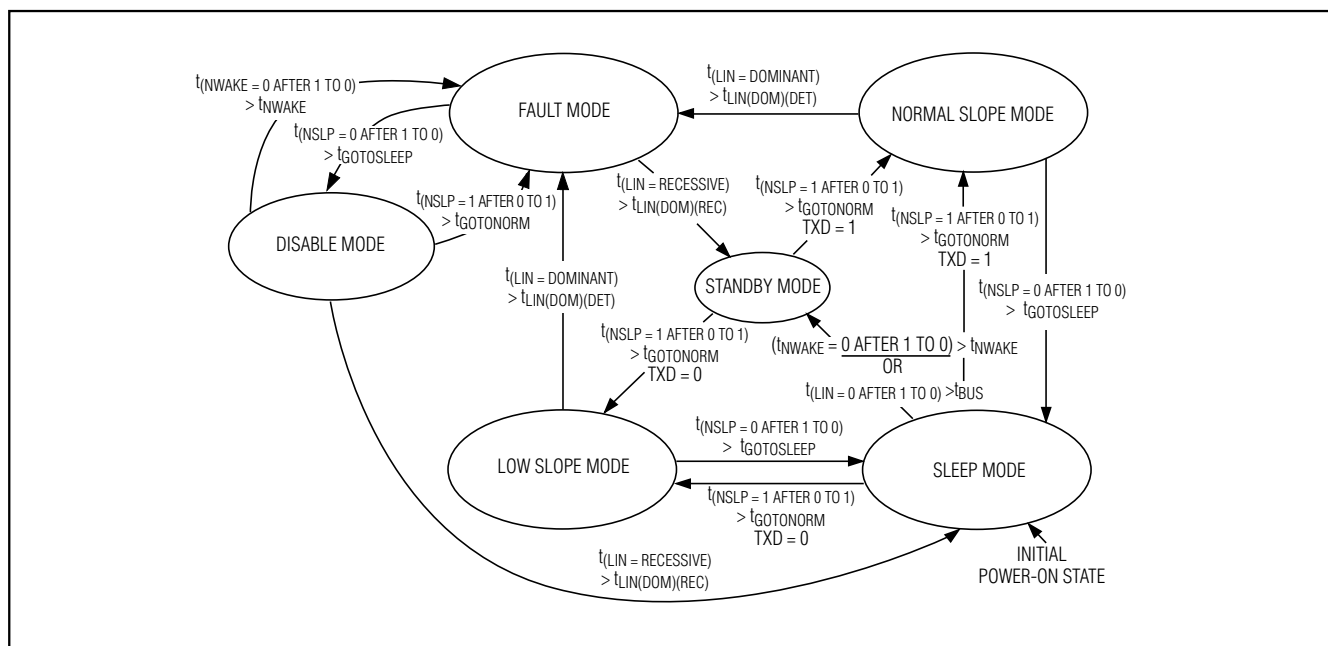 t(NWAKE = 0 AFTER 1 TO 0)
> tNWAKE
FAULT MODE
t(LIN = DOMINANT)
> tLIN(DOM)(DET)
NORMAL SLOPE MODE
t(NSLP = 0 AFTER 1 TO 0)
> tGOTOSLEEP
t(LIN = RECESSIVE)
> tLIN(DOM)(REC)
t(NSLP = 1 AFTER 0 TO 1)
> tGOTONORM
TXD = 1
t(NSLP = 1 AFTER 0 TO 1)
> tGOTONORM
t(NSLP = 1 AFTER 0 TO 1)
> tGOTONORM
TXD = 1
DISABLE MODE
t(LIN = DOMINANT)
> tLIN(DOM)(DET)
STANDBY MODE
t(NSLP = 0 AFTER 1 TO 0)
> tGOTOSLEEP
t(NSLP = 1 AFTER 0 TO 1)
> tGOTONORM
TXD = 0
(tNWAKE = 0 AFTER 1 TO 0) > tNWAKE
OR
t(LIN = 0 AFTER 1 TO 0) >tBUS
LOW SLOPE MODE
t(NSLP = 0 AFTER 1 TO 0)
> tGOTOSLEEP
SLEEP MODE
t(NSLP = 1 AFTER 0 TO 1)
> tGOTONORM
TXD = 0
t(LIN = RECESSIVE)
> tLIN(DOM)(REC)
INITIAL
POWER-ON STATE